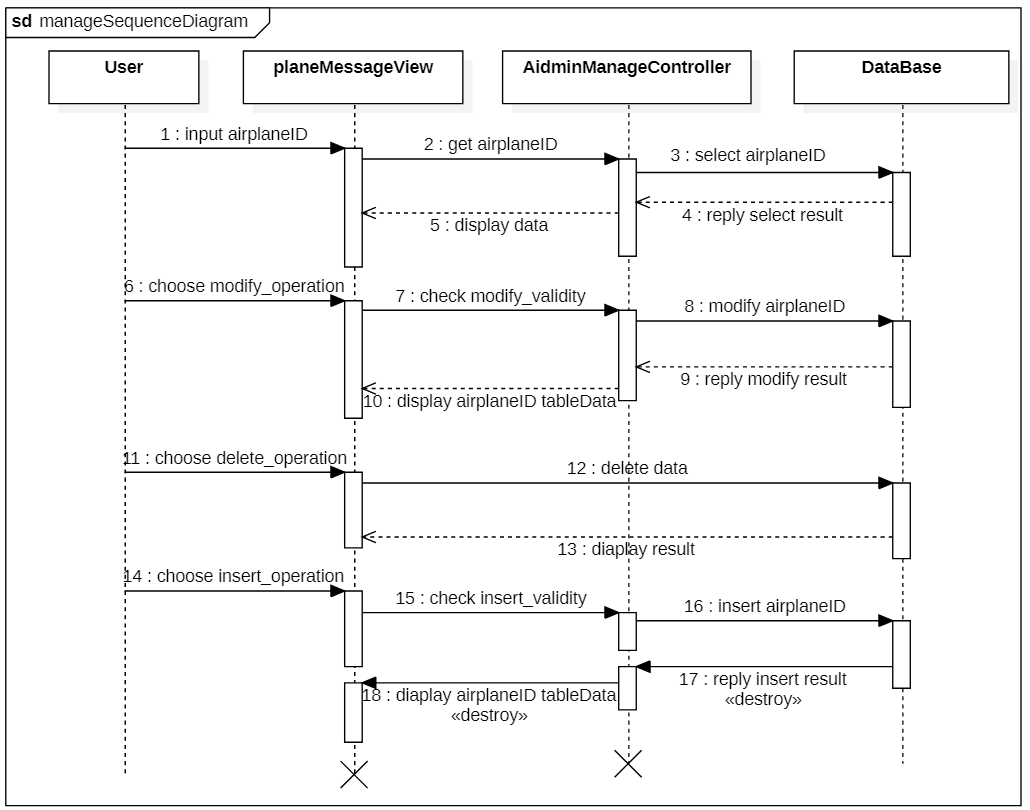 sd manageSequenceDiagram
User
planeMessageView
AidminManageController
DataBase
1 : input airplaneID
2 : get airplaneID
3 : select airplaneID
4 : reply select result
5 : display data
6 : choose modify_operation
7 : check modify_validity
8 : modify airplaneID
9 : reply modify result
10 : display airplaneID tableData
11 : choose delete_operation
12 : delete data
13 : diaplay result
14 : choose insert_operation
15 : check insert_validity
16 : insert airplaneID
17 : reply insert result
«destroy»
18 : diaplay airplaneID tableData
«destroy»